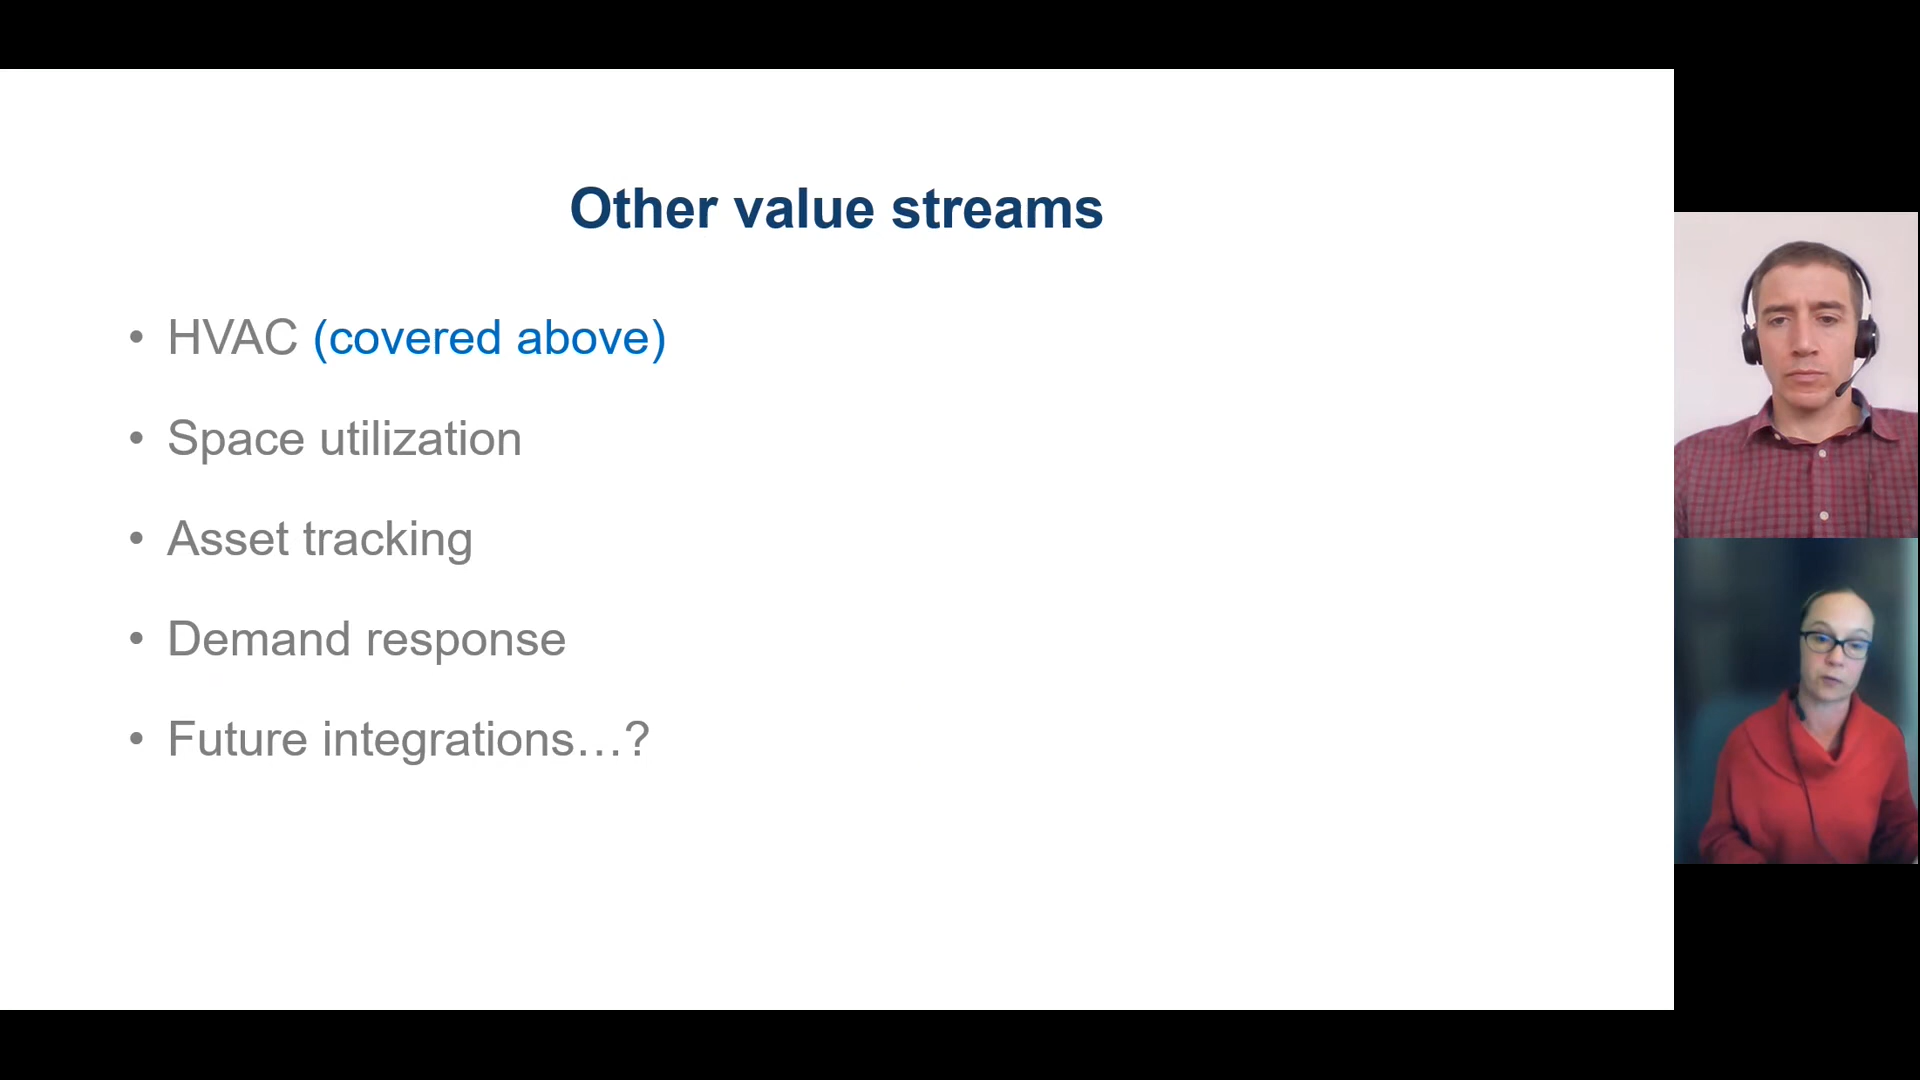 Other value streams
• HVAC (covered above)
• Space utilization
• Asset tracking
• Demand response
• Future integrations…?